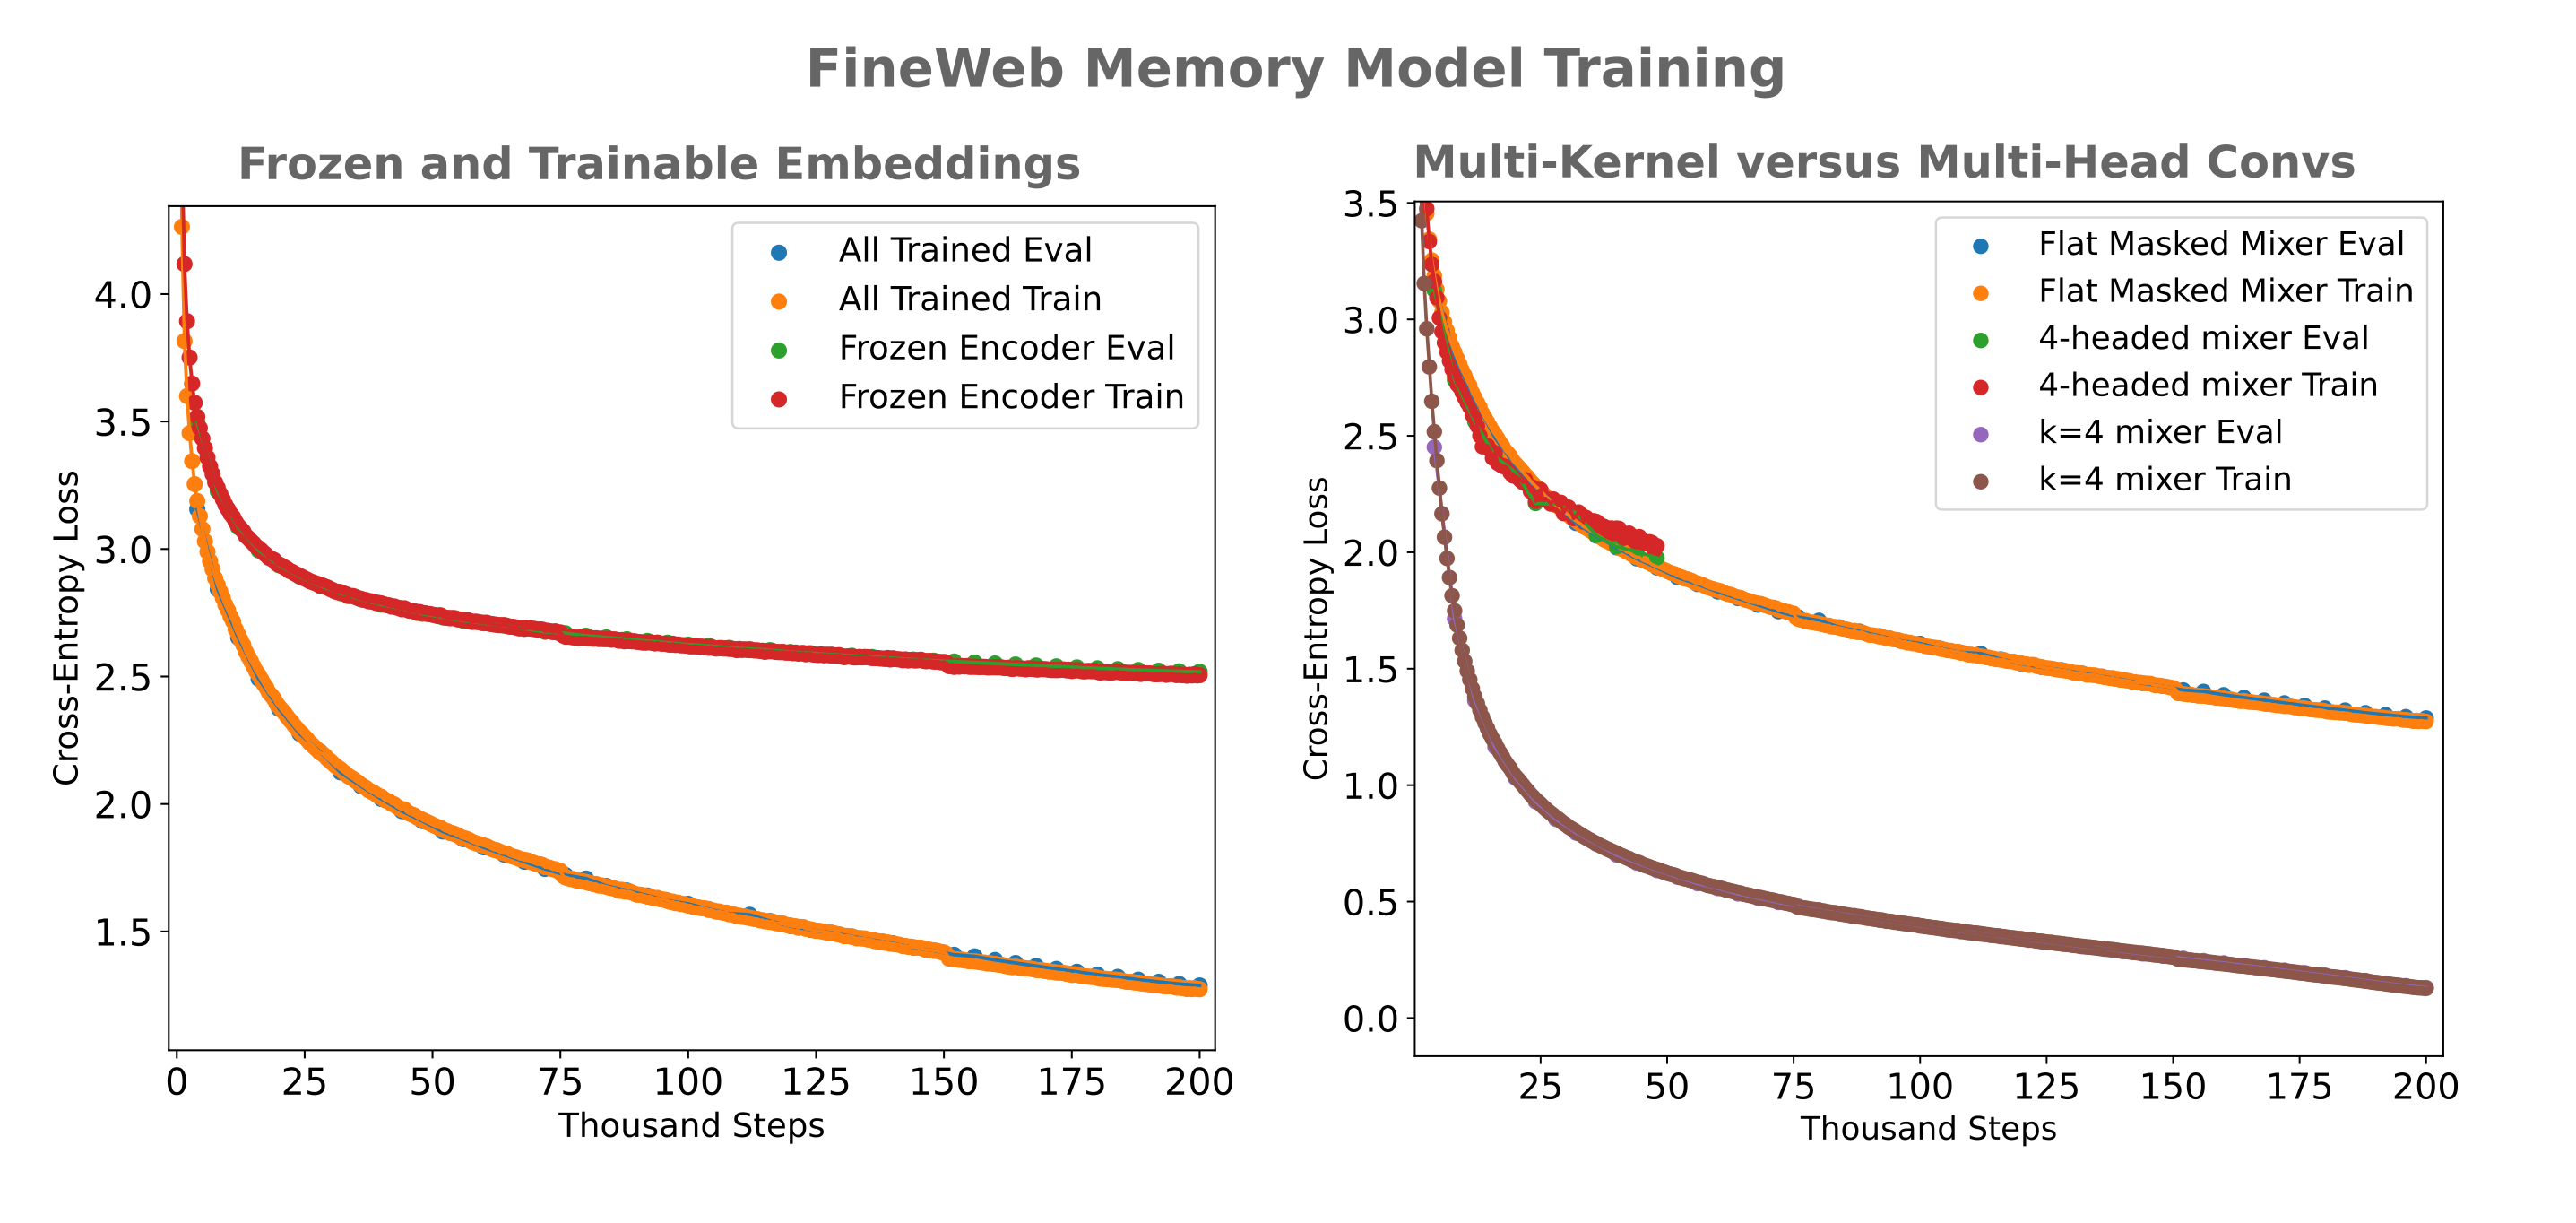 FineWeb Memory Model Training
Frozen and Trainable Embeddings
All Trained Eval
All Trained Train
Frozen Encoder Eval
Frozen Encoder Train
4.0
3.5
3.0
2.5
2.0
1.5
Cross-Entropy Loss
0 25 50 75 100 125 150 175 200
Thousand Steps
Multi-Kernel versus Multi-Head Convs
Flat Masked Mixer Eval
Flat Masked Mixer Train
4-headed mixer Eval
4-headed mixer Train
k=4 mixer Eval
k=4 mixer Train
3.5
3.0
2.5
2.0
1.5
1.0
0.5
0.0
Cross-Entropy Loss
25 50 75 100 125 150 175 200
Thousand Steps